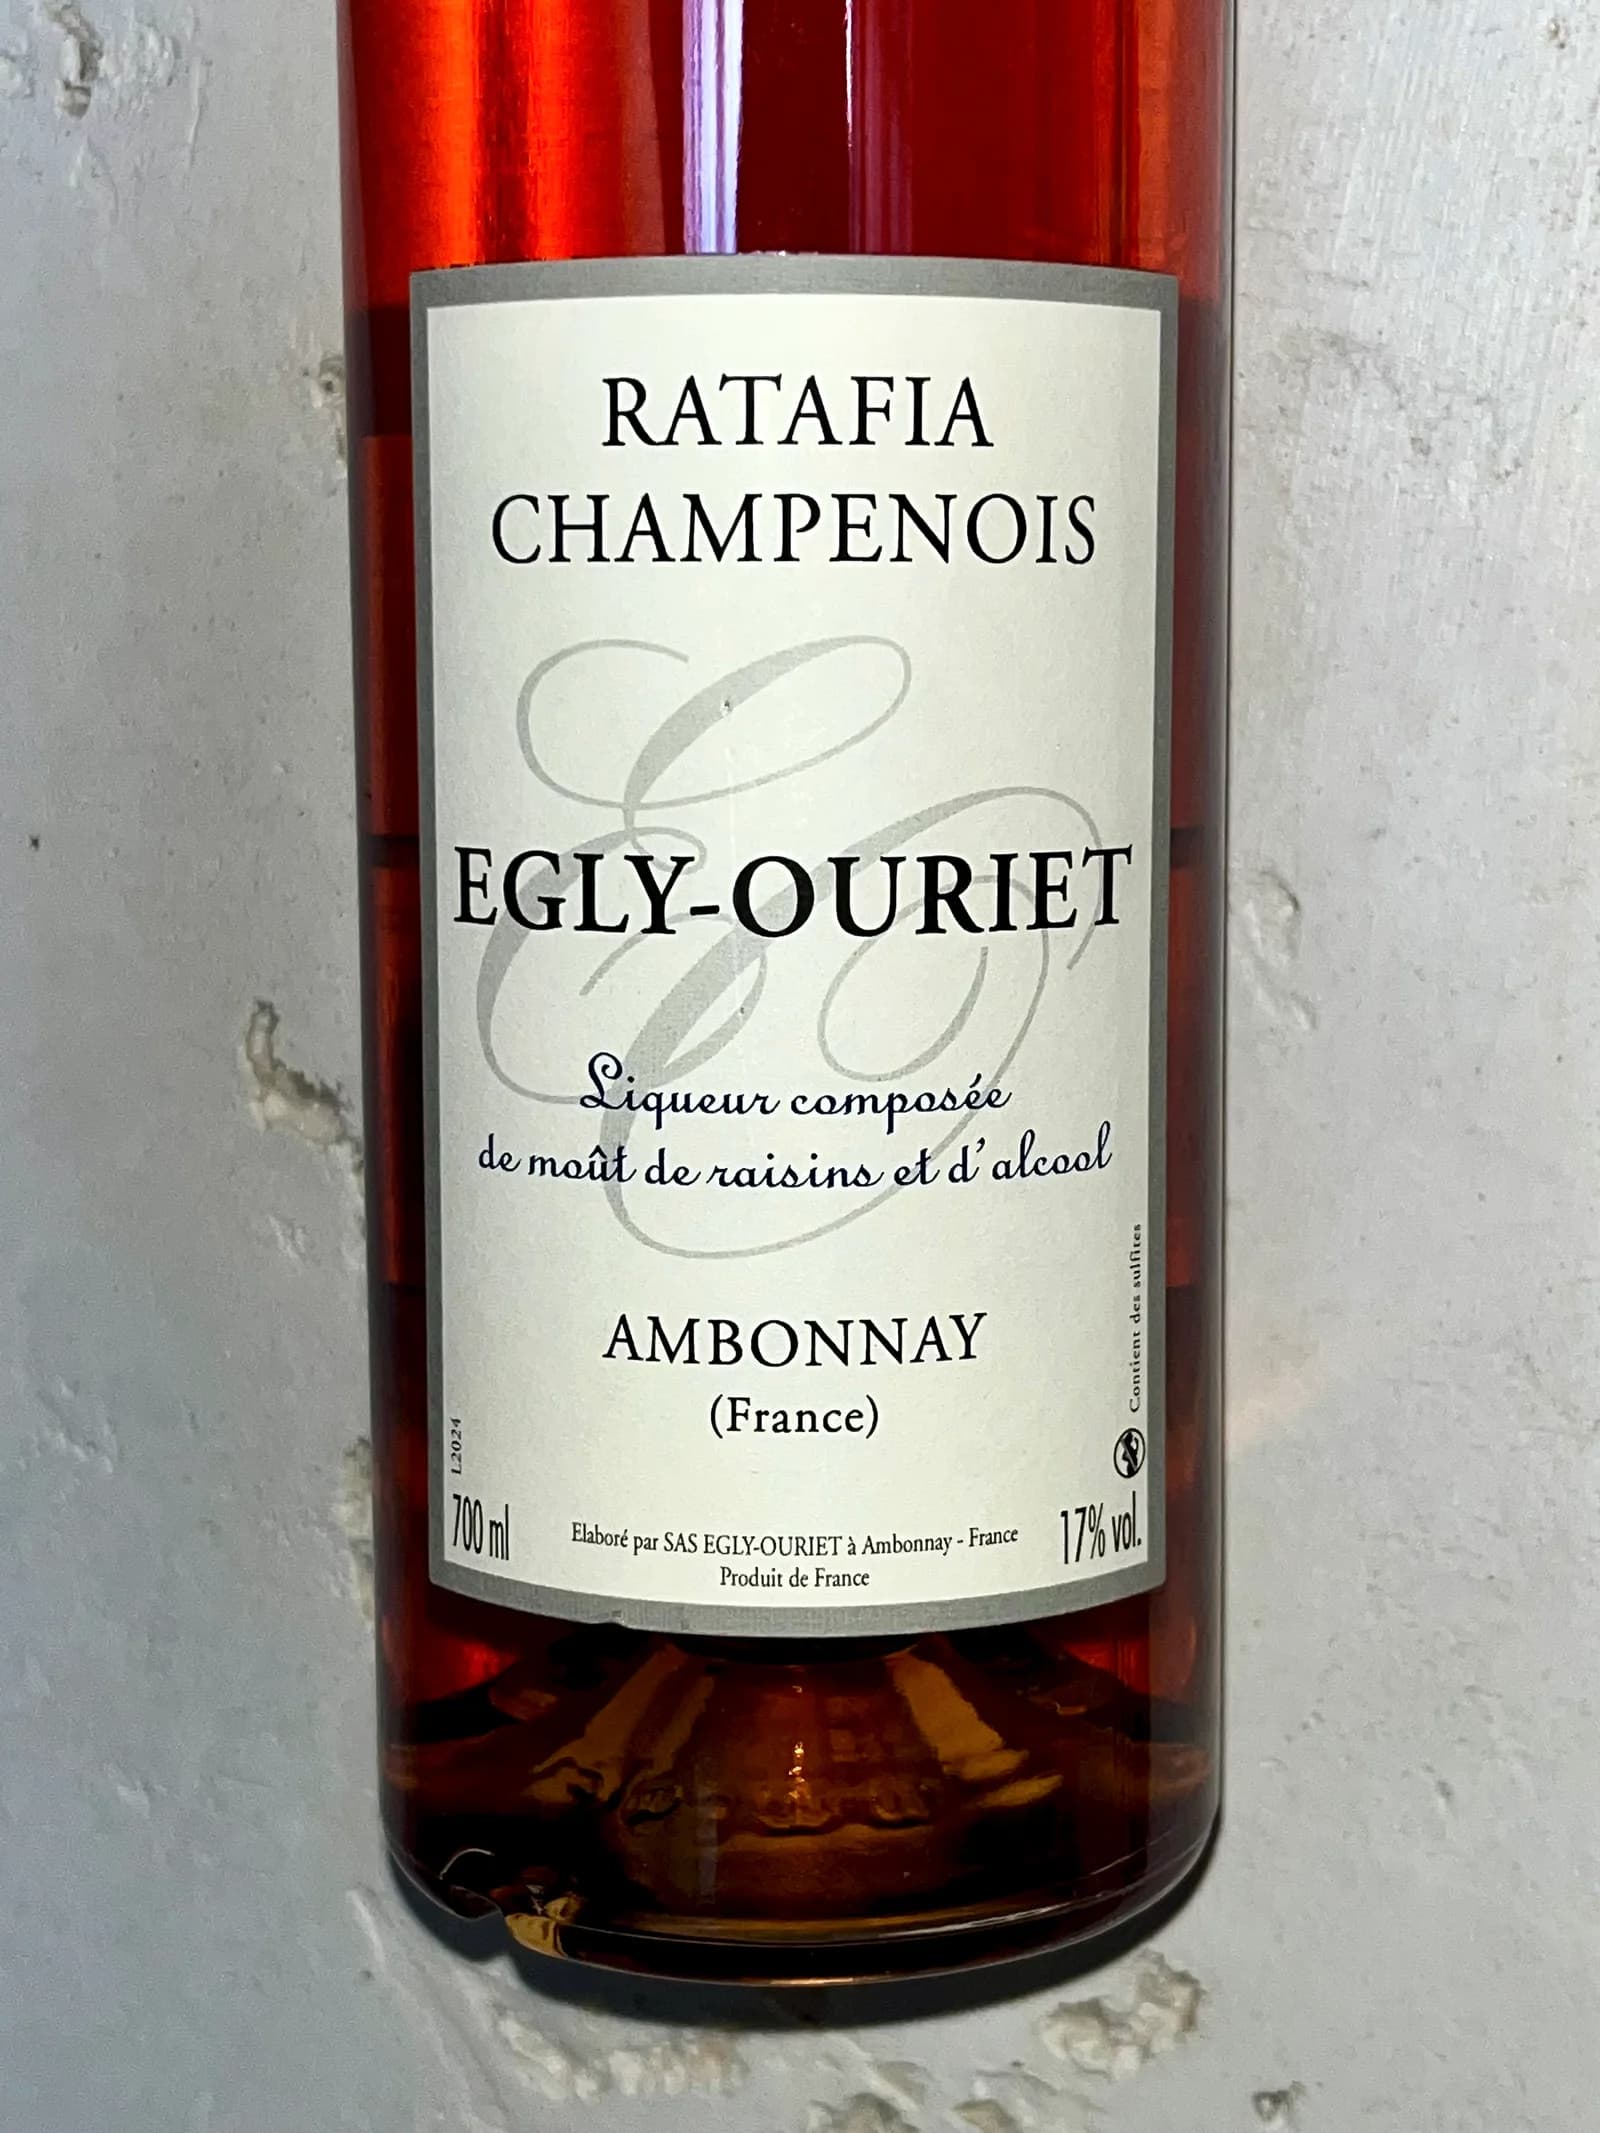 RATAFIA
CHAMPENOIS
EGLY-OURIET
Liqueur composée
de moût de raisins et d'alcool
AMBONNAY
(France)
L2024
Contient des sulfites
700 ml
Elaboré par SAS EGLY-OURIET à Ambonnay - France
Produit de France
17% vol.